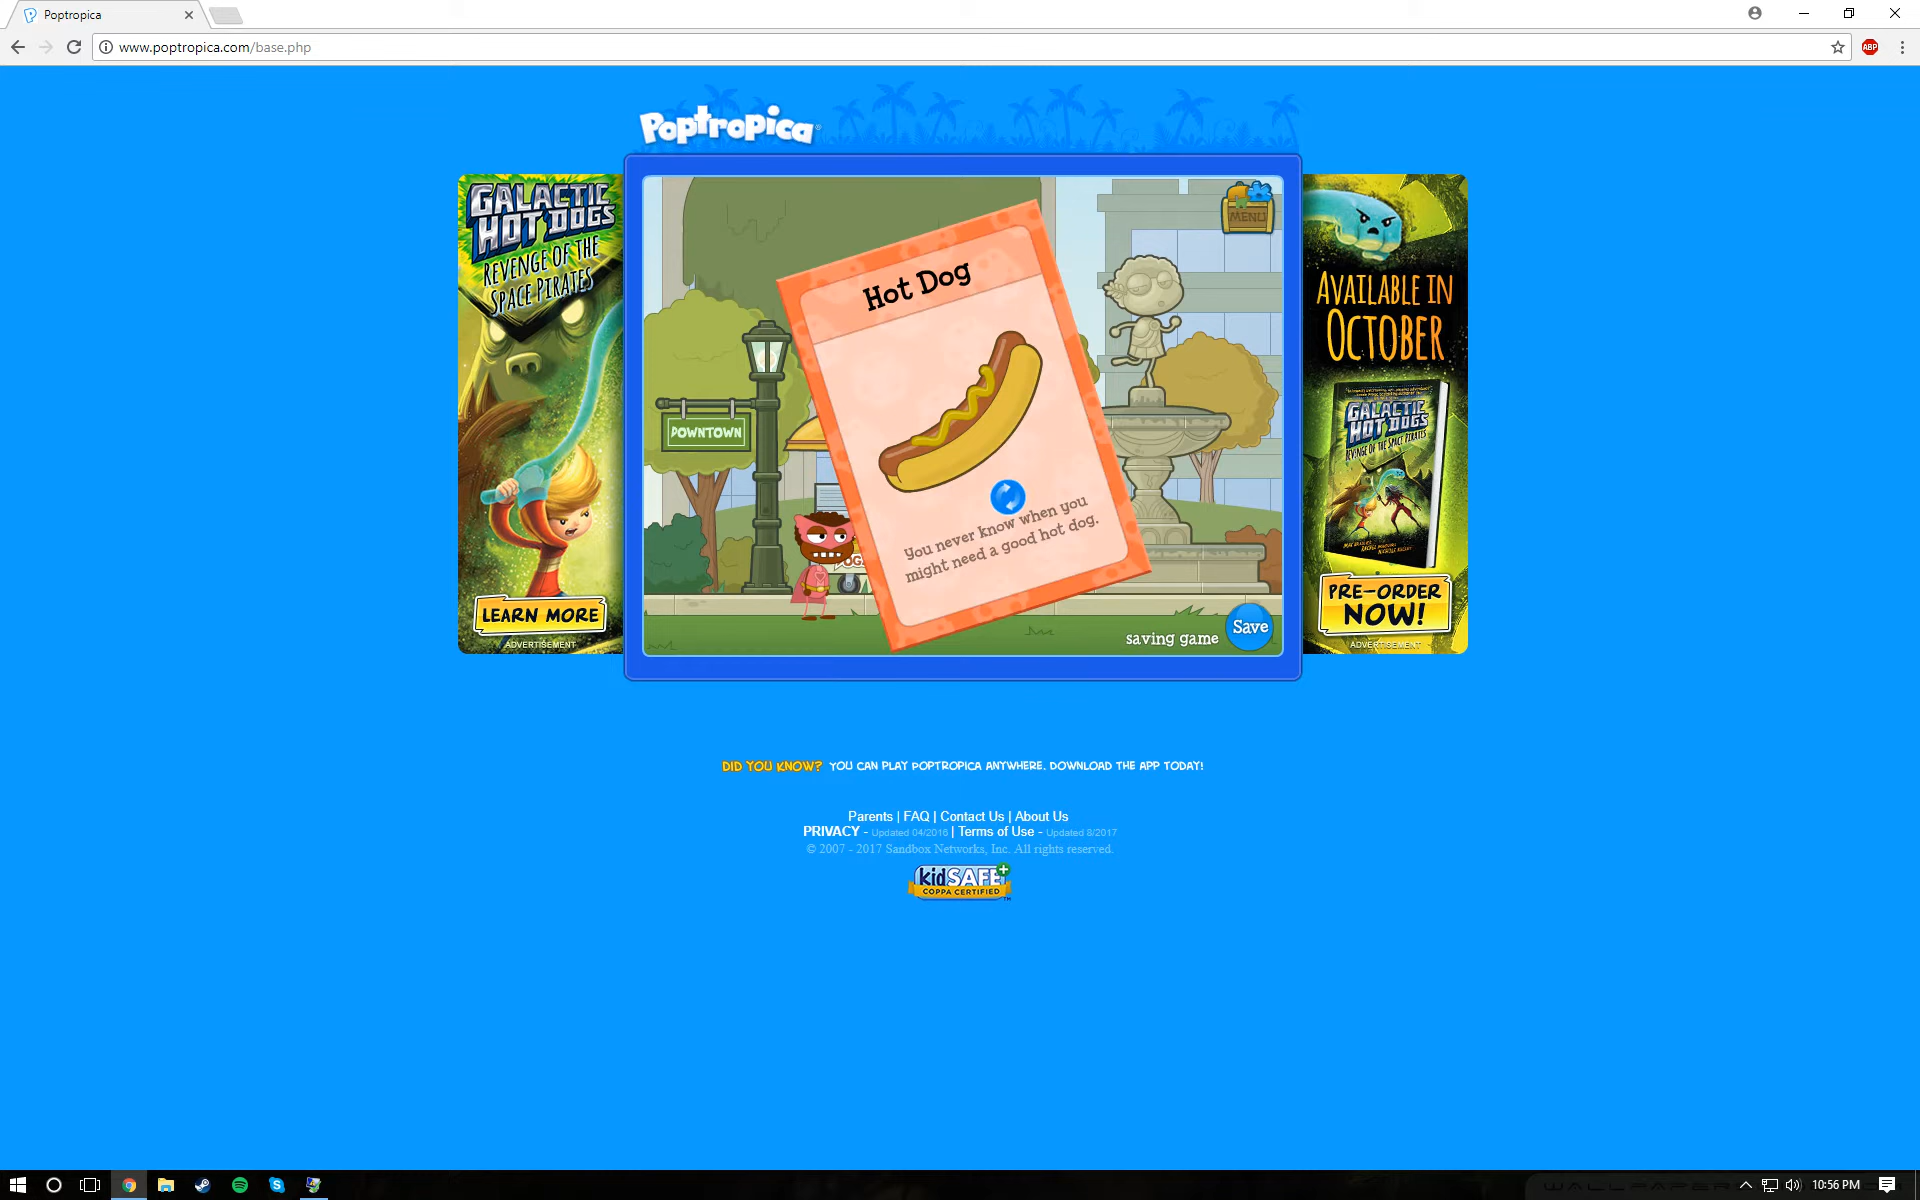 Poptropica
www.poptropica.com/base.php
ABP
Poptropica
GALACTIC
HOT DOGS
REVENGE OF THE
SPACE PIRATES
LEARN MORE
ADVERTISEMENT
MENU
Hot Dog
DOWNTOWN
You never know when you
might need a good hot dog.
saving game
Save
AVAILABLE IN
OCTOBER
GALACTIC
HOT DOGS
REVENGE OF THE SPACE PIRATES
PRE-ORDER
NOW!
ADVERTISEMENT
DID YOU KNOW? YOU CAN PLAY POPTROPICA ANYWHERE. DOWNLOAD THE APP TODAY!
Parents | FAQ | Contact Us | About Us
PRIVACY - Updated 04/2016 | Terms of Use - Updated 8/2017
© 2007 - 2017 Sandbox Networks, Inc. All rights reserved.
kidSAFE+
COPPA CERTIFIED
TM
10:56 PM